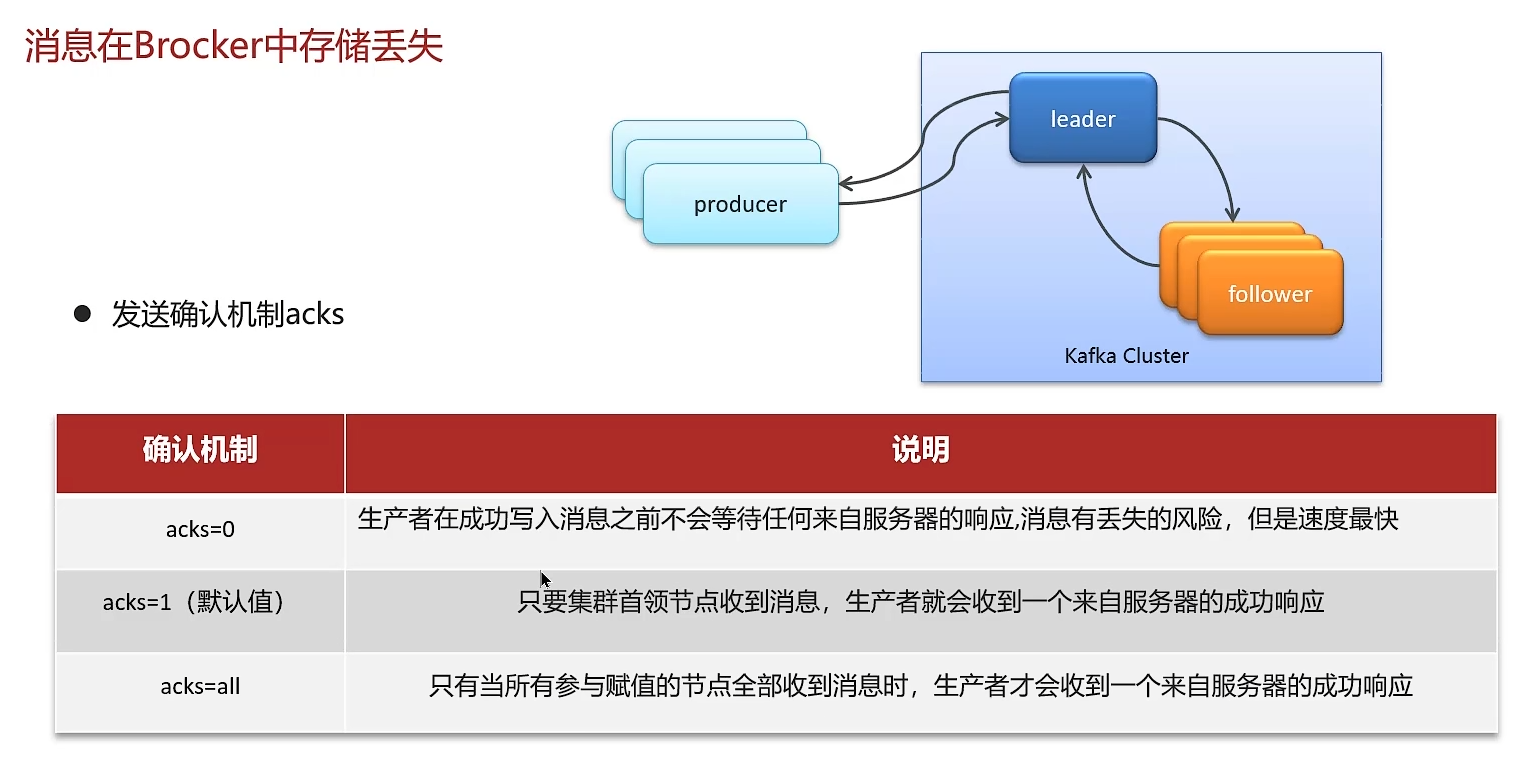 消息在Brocker中存储丢失
leader
producer
follower
Kafka Cluster
● 发送确认机制acks
确认机制
说明
acks=0
生产者在成功写入消息之前不会等待任何来自服务器的响应,消息有丢失的风险，但是速度最快
acks=1（默认值）
只要集群首领节点收到消息，生产者就会收到一个来自服务器的成功响应
acks=all
只有当所有参与赋值的节点全部收到消息时，生产者才会收到一个来自服务器的成功响应